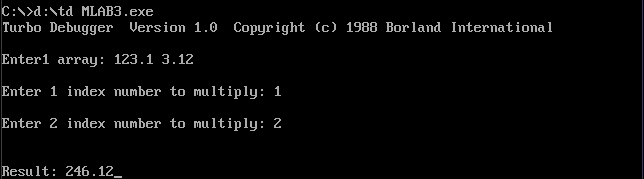 C:\>d:\td MLAB3.exe
Turbo Debugger  Version 1.0  Copyright (c) 1988 Borland International
Enter1 array: 123.1 3.12
Enter 1 index number to multiply: 1
Enter 2 index number to multiply: 2
Result: 246.12_